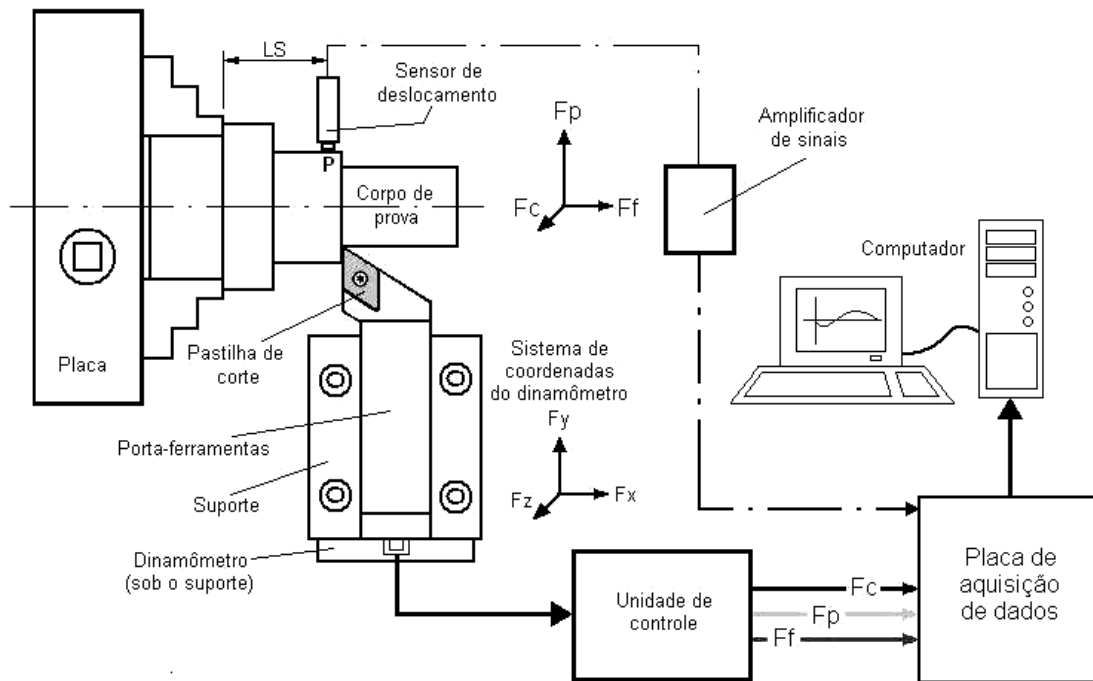 LS
Sensor de
deslocamento
P
Fp
Fc
Ff
Amplificador
de sinais
Corpo de
prova
Computador
Placa
Pastilha de
corte
Sistema de
coordenadas
do dinamômetro
Fy
Fz
Fx
Porta-ferramentas
Suporte
Dinamômetro
(sob o suporte)
Unidade de
controle
Fc
Fp
Ff
Placa de
aquisição
de dados